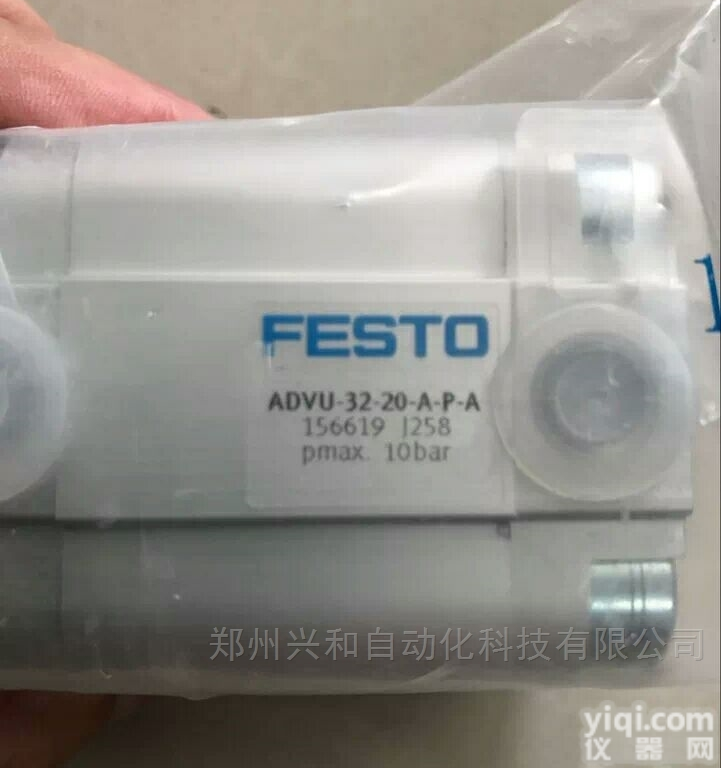 FESTO
ADVU-32-20-A-P-A
156619 J258
pmax. 10bar
郑州兴和自动化科技有限公司
yiqi.com
仪器网